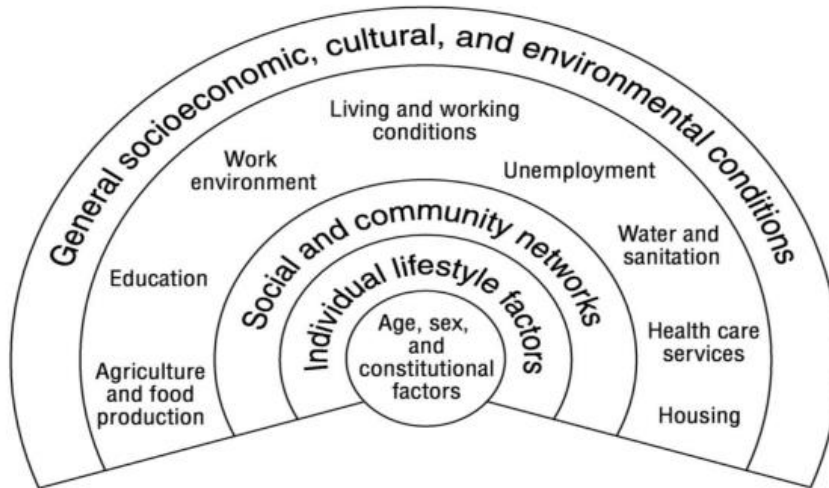 General socioeconomic, cultural, and environmental conditions
Living and working
conditions
Work
environment
Unemployment
Education
Water and
sanitation
Agriculture
and food
production
Health care
services
Housing
Social and community networks
Individual lifestyle factors
Age, sex,
and
constitutional
factors